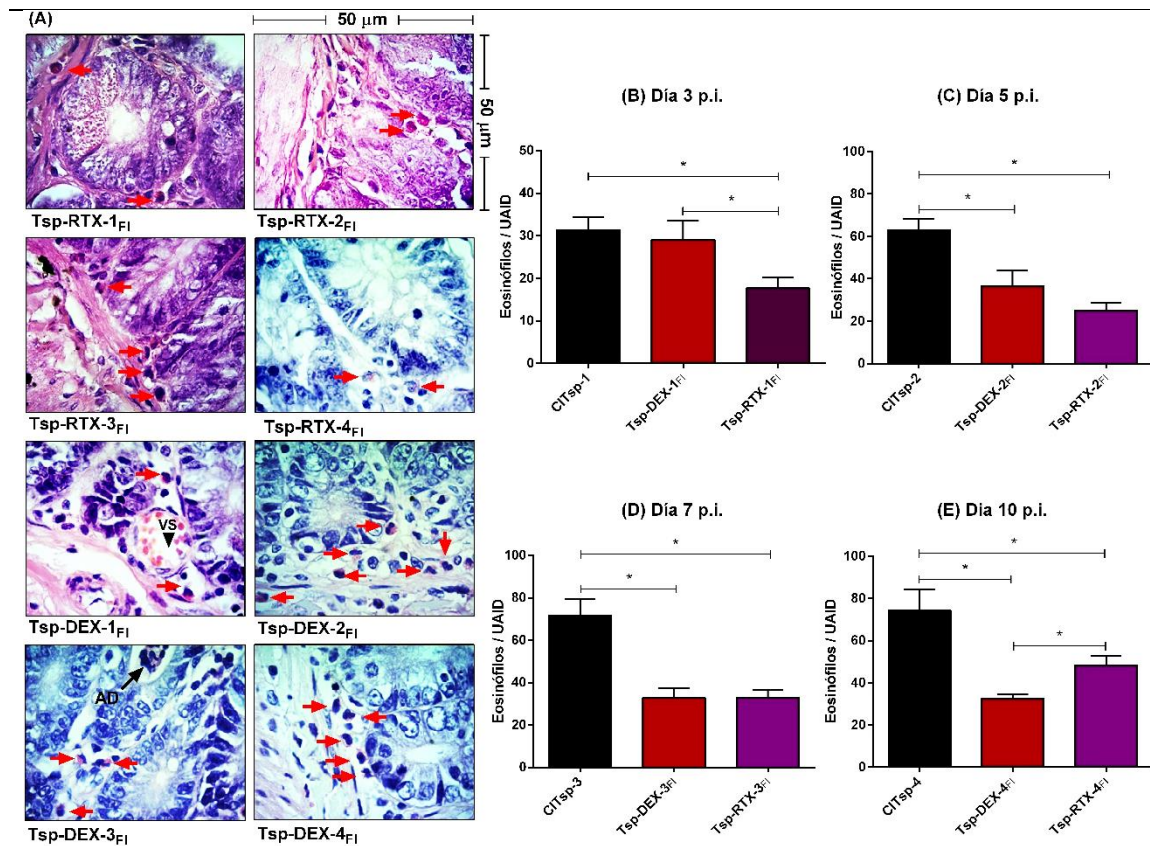 (A)
50 µm
50 µm
Tsp-RTX-1FI
Tsp-RTX-2FI
Tsp-RTX-3FI
Tsp-RTX-4FI
VS
Tsp-DEX-1FI
Tsp-DEX-2FI
AD
Tsp-DEX-3FI
Tsp-DEX-4FI
(B) Día 3 p.i.
Eosinófilos / UAID
50
40
30
20
10
0
*
*
CITsp-1
Tsp-DEX-1FI
Tsp-RTX-1FI
(C) Día 5 p.i.
Eosinófilos / UAID
100
80
60
40
20
0
*
*
CITsp-2
Tsp-DEX-2FI
Tsp-RTX-2FI
(D) Día 7 p.i.
Eosinófilos / UAID
100
80
60
40
20
0
*
*
CITsp-3
Tsp-DEX-3FI
Tsp-RTX-3FI
(E) Día 10 p.i.
Eosinófilos / UAID
100
80
60
40
20
0
*
*
*
CITsp-4
Tsp-DEX-4FI
Tsp-RTX-4FI